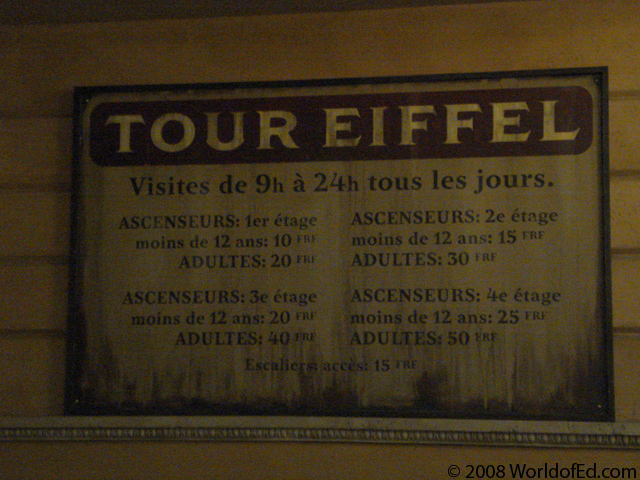 TOUR EIFFEL
Visites de 9h à 24h tous les jours.
ASCENSEURS: 1er étage
moins de 12 ans: 10 FRF
ADULTES: 20 FRF
ASCENSEURS: 2e étage
moins de 12 ans: 15 FRF
ADULTES: 30 FRF
ASCENSEURS: 3e étage
moins de 12 ans: 20 FRF
ADULTES: 40 FRF
ASCENSEURS: 4e étage
moins de 12 ans: 25 FRF
ADULTES: 50 FRF
Escaliers: accès: 15 FRF
© 2008 WorldofEd.com